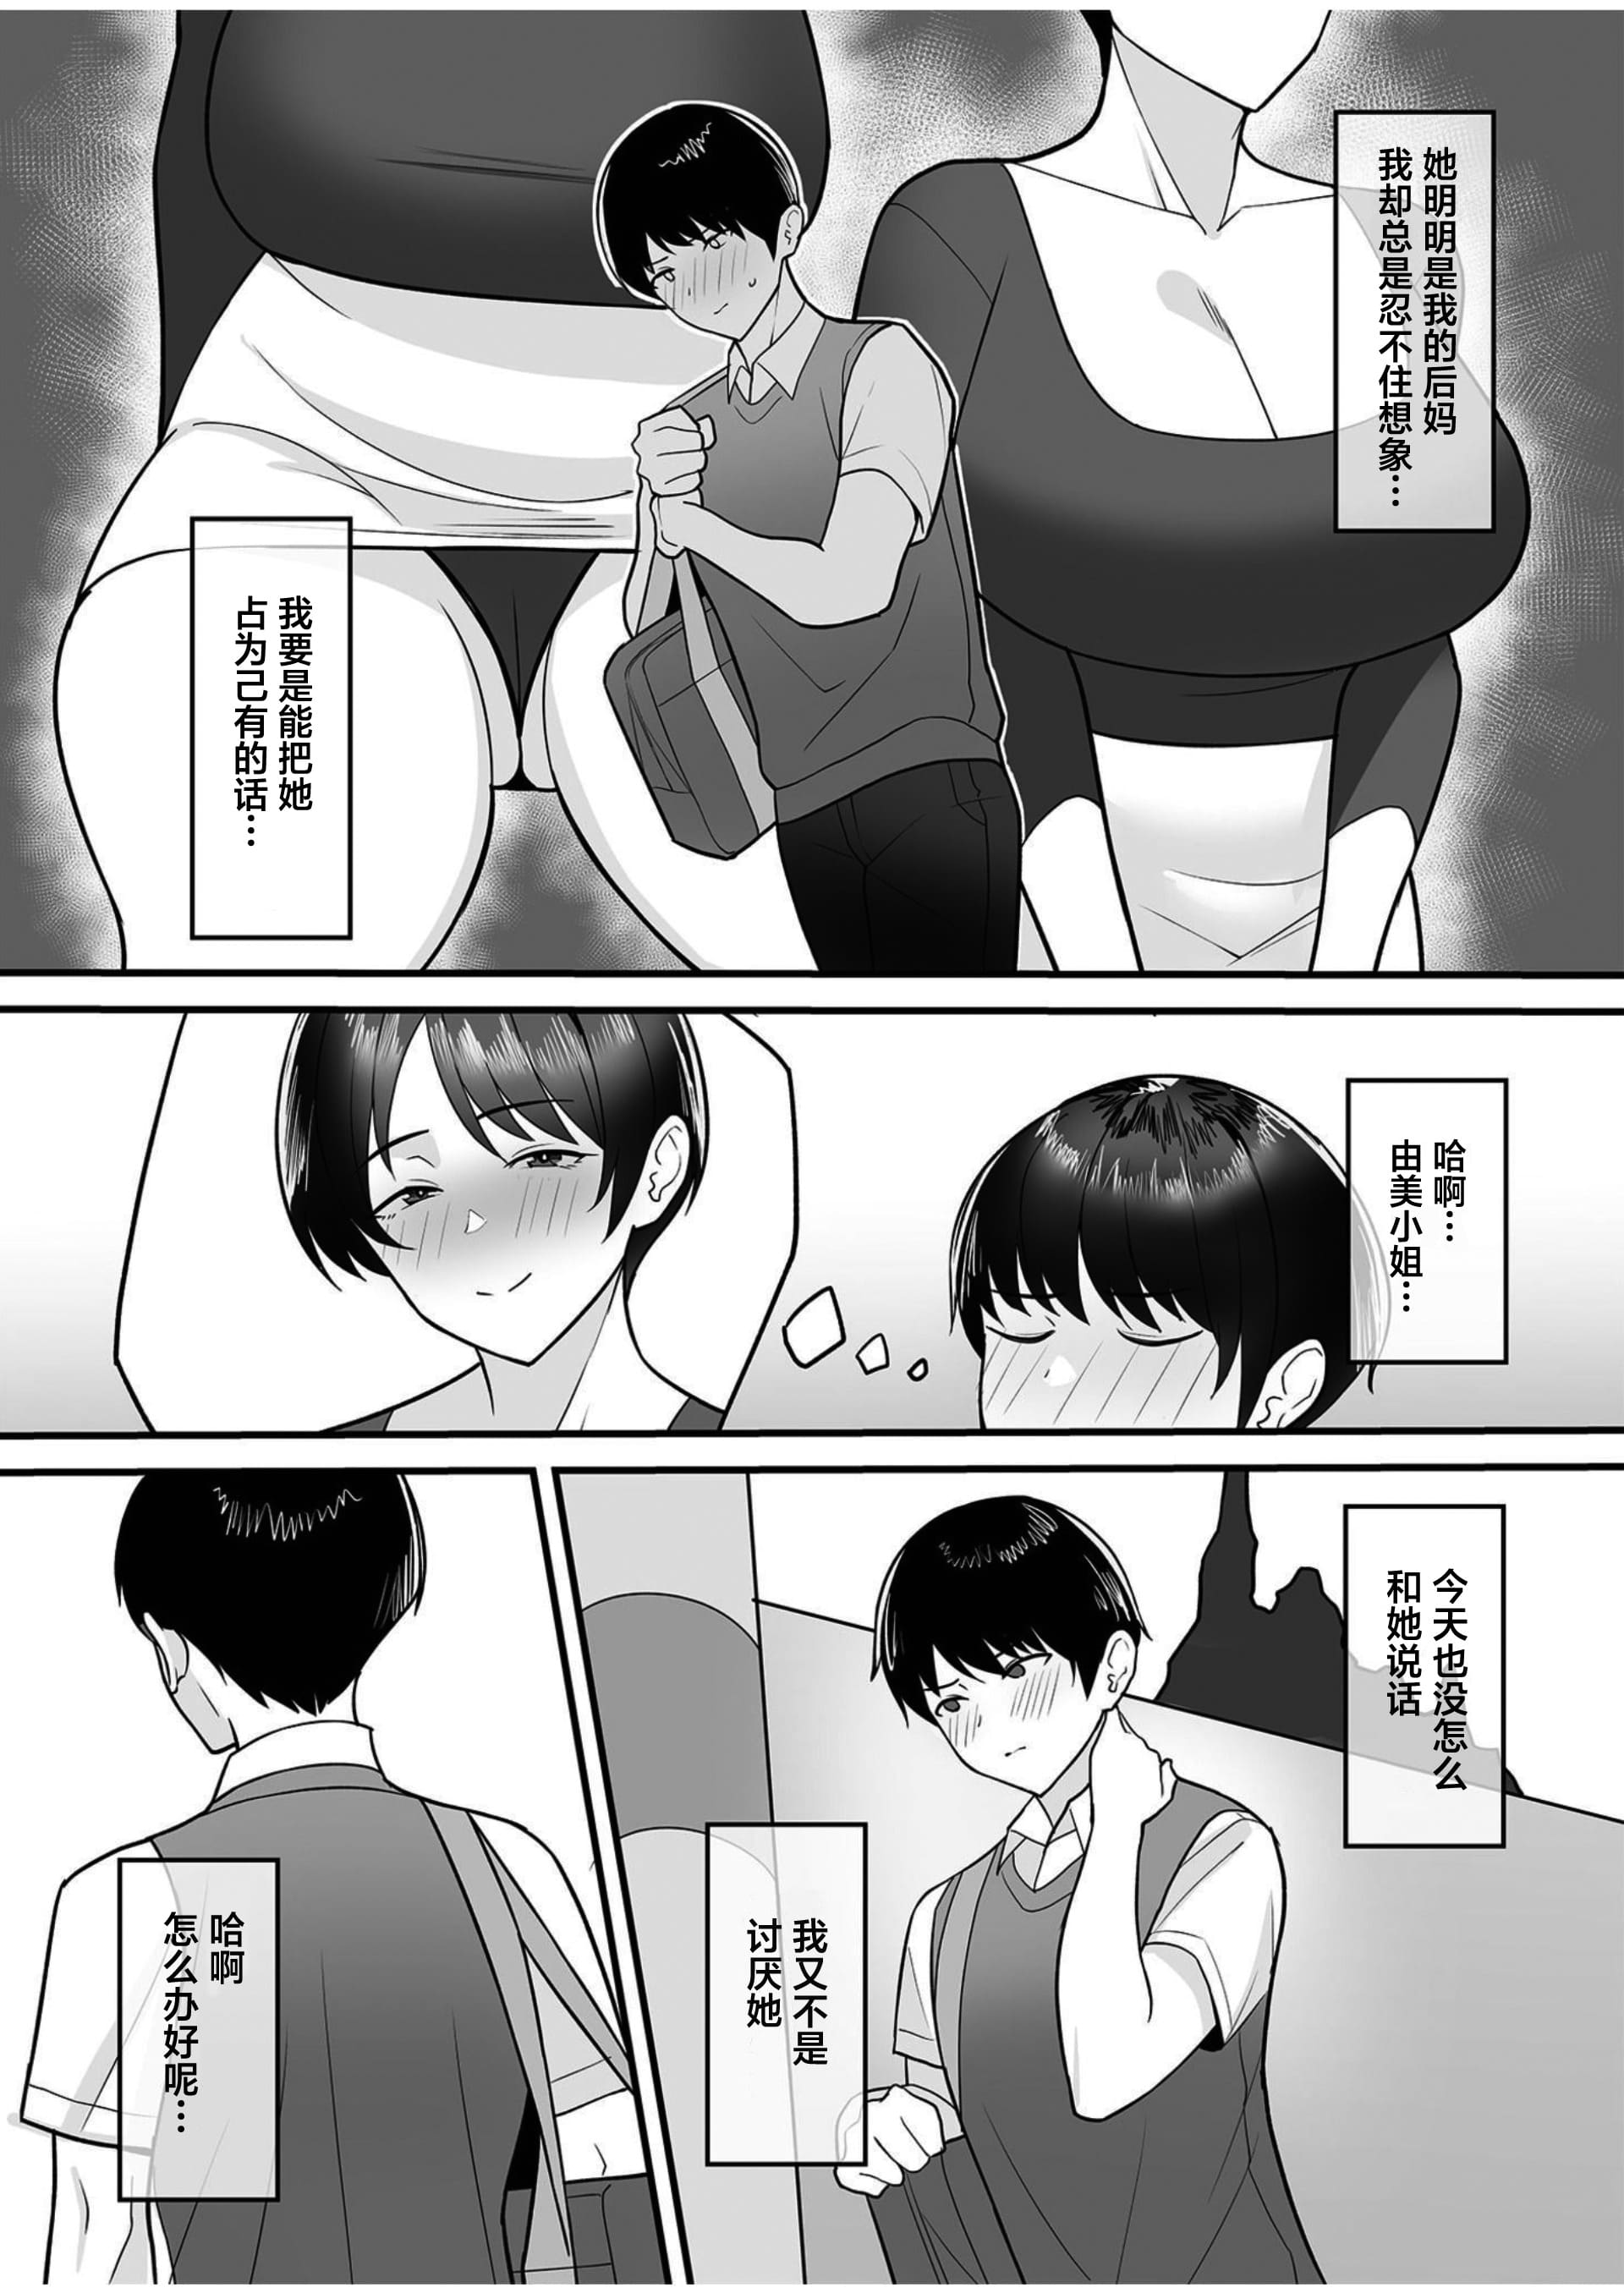 她明明是我的后妈
我却总是忍不住想象…
我要是能把她
占为己有的话…
哈啊…
由美小姐…
今天也没怎么
和她说话
我又不是
讨厌她
哈啊
怎么办好呢…